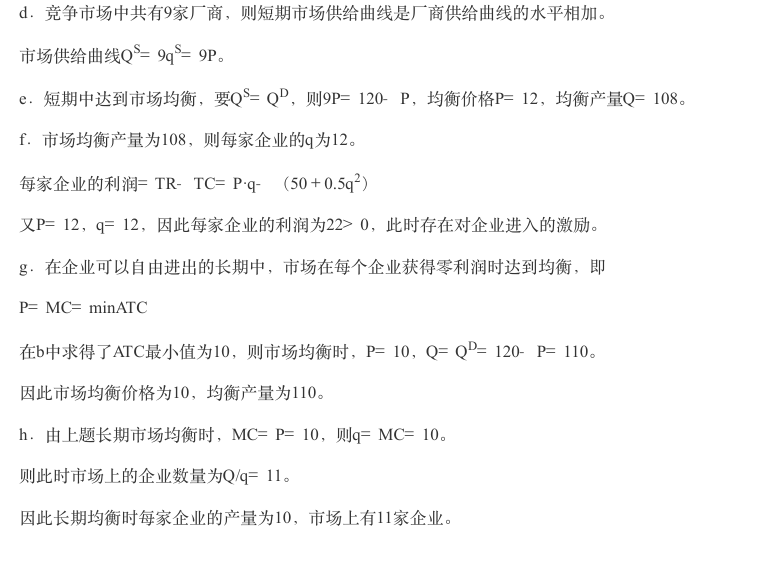 d．竞争市场中共有9家厂商，则短期市场供给曲线是厂商供给曲线的水平相加。
市场供给曲线Q^S= 9q^S= 9P。
e．短期中达到市场均衡，要Q^S= Q^D，则9P= 120- P，均衡价格P= 12，均衡产量Q= 108。
f．市场均衡产量为108，则每家企业的q为12。
每家企业的利润= TR- TC= P·q- （50＋0.5q²）
又P= 12，q= 12，因此每家企业的利润为22> 0，此时存在对企业进入的激励。
g．在企业可以自由进出的长期中，市场在每个企业获得零利润时达到均衡，即
P= MC= minATC
在b中求得了ATC最小值为10，则市场均衡时，P= 10，Q= Q^D= 120- P= 110。
因此市场均衡价格为10，均衡产量为110。
h．由上题长期市场均衡时，MC= P= 10，则q= MC= 10。
则此时市场上的企业数量为Q/q= 11。
因此长期均衡时每家企业的产量为10，市场上有11家企业。